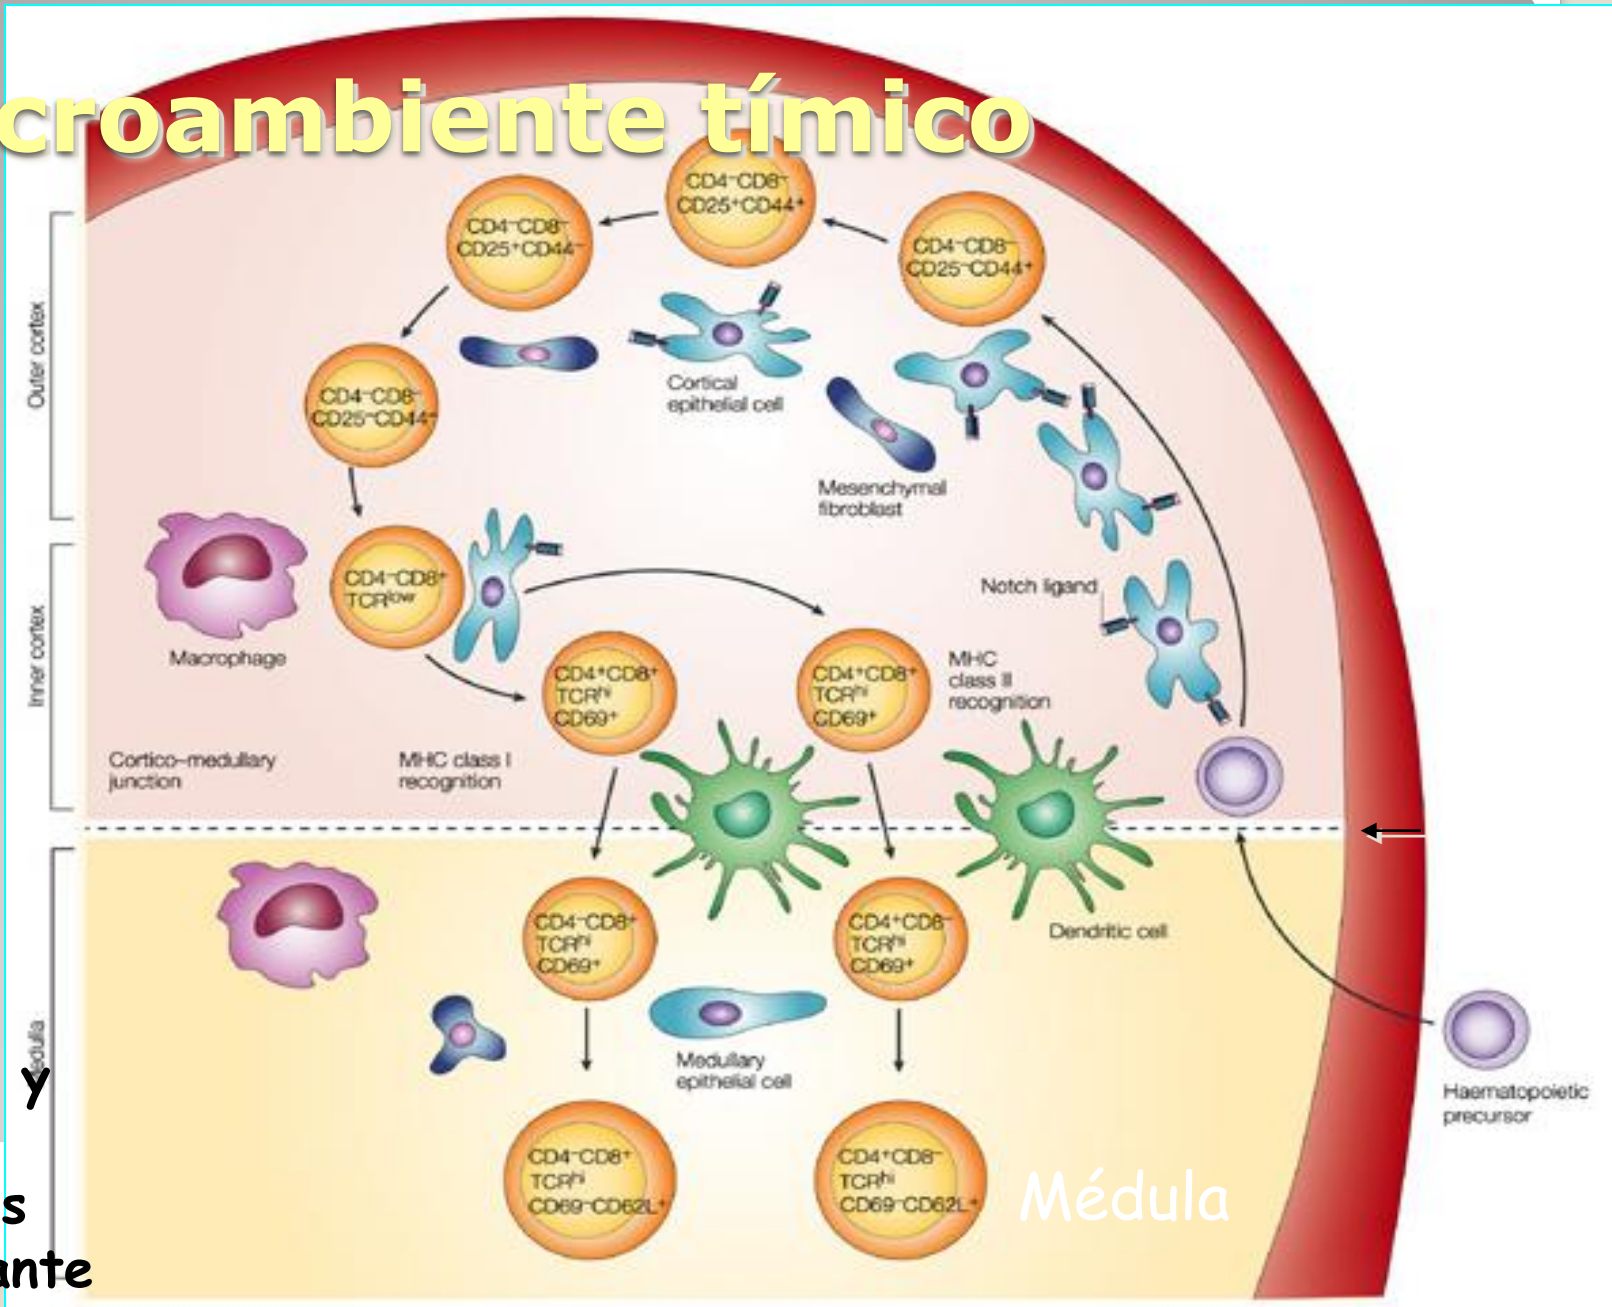 croambiente tímico
CD4⁻CD8⁻
CD25⁺CD44⁺
CD4⁻CD8⁻
CD25⁺CD44⁻
CD4⁻CD8⁻
CD25⁻CD44⁺
Outer cortex
CD4⁻CD8⁻
CD25⁻CD44⁻
Cortical
epithelial cell
Mesenchymal
fibroblast
Inner cortex
CD4⁻CD8⁺
TCRˡᵒʷ
Notch ligand
Macrophage
CD4⁺CD8⁺
TCRʰⁱ
CD69⁺
CD4⁺CD8⁺
TCRʰⁱ
CD69⁺
MHC
class II
recognition
Cortico–medullary
junction
MHC class I
recognition
CD4⁻CD8⁺
TCRʰⁱ
CD69⁺
CD4⁺CD8⁻
TCRʰⁱ
CD69⁺
Dendritic cell
Medullary
epithelial cell
y
Haematopoietic
precursor
CD4⁻CD8⁺
TCRʰⁱ
CD69⁻CD62L⁺
CD4⁺CD8⁻
TCRʰⁱ
CD69⁻CD62L⁺
Médula
s
ante